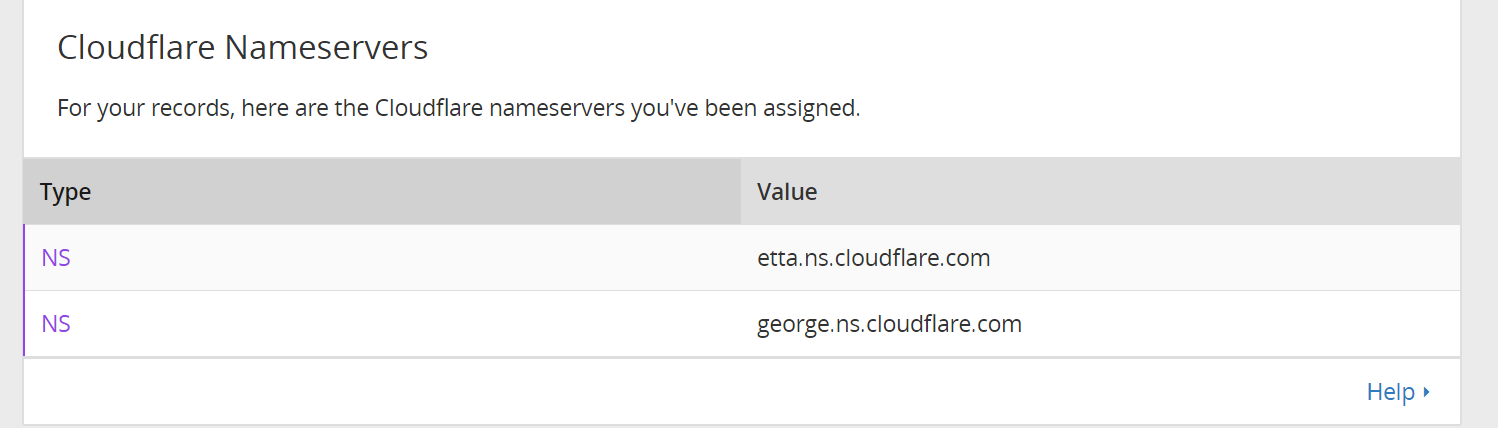 Cloudflare Nameservers
For your records, here are the Cloudflare nameservers you've been assigned.
Type Value
NS etta.ns.cloudflare.com
NS george.ns.cloudflare.com
Help